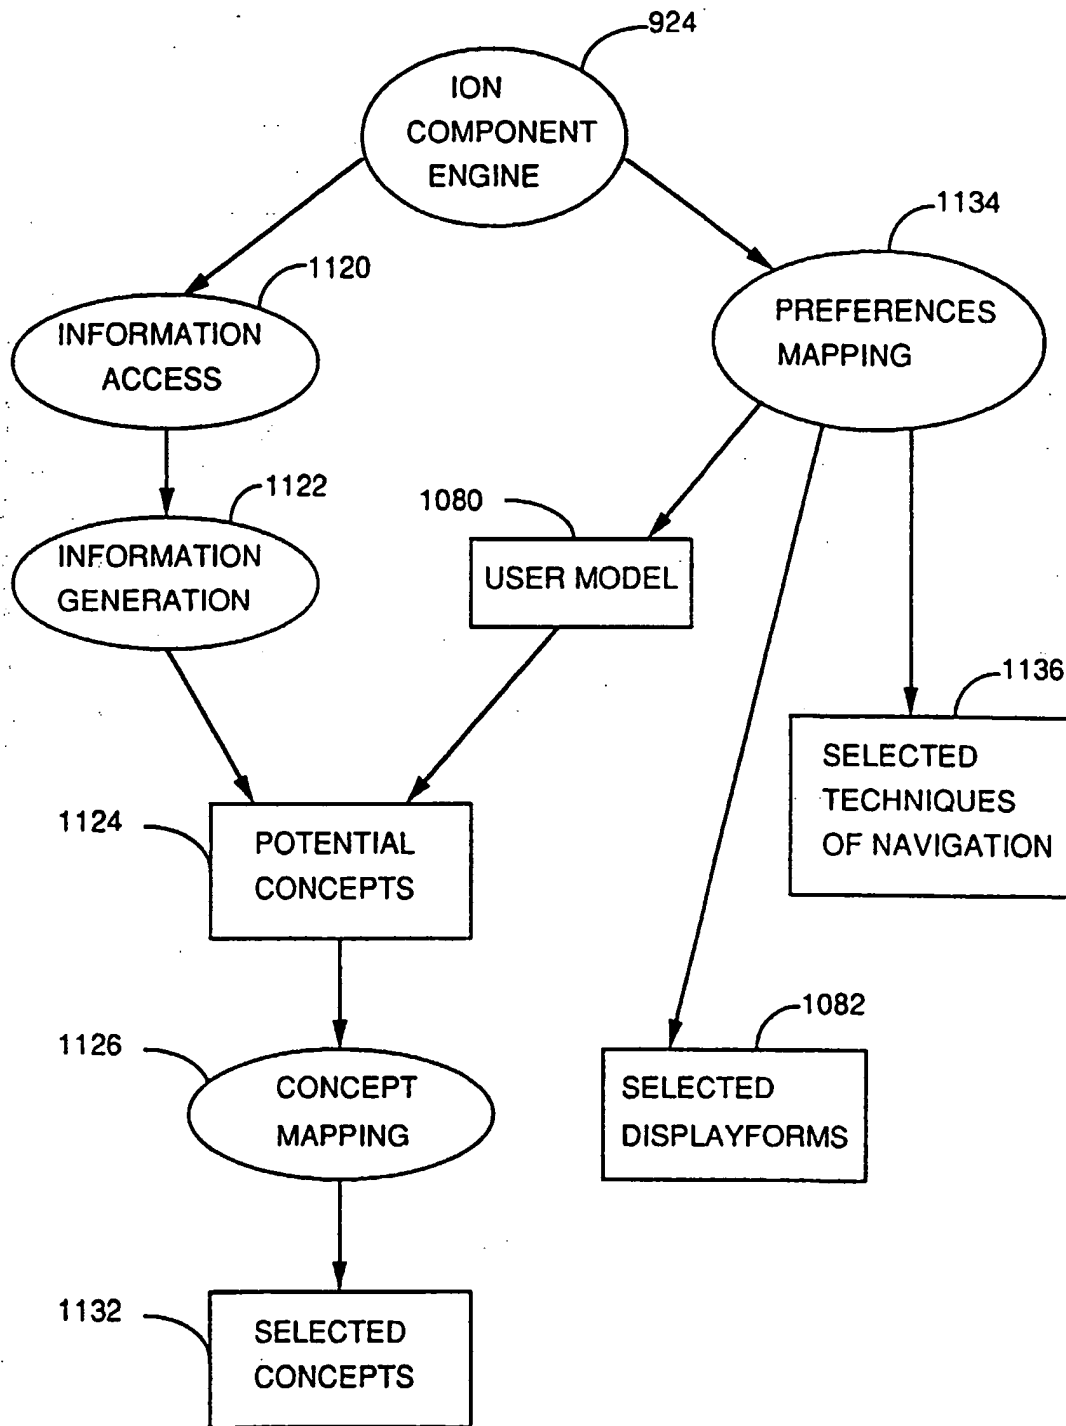 924
ION
COMPONENT
ENGINE
1134
PREFERENCES
MAPPING
1120
INFORMATION
ACCESS
1122
INFORMATION
GENERATION
1080
USER MODEL
1136
SELECTED
TECHNIQUES
OF NAVIGATION
1124
POTENTIAL
CONCEPTS
1082
SELECTED
DISPLAYFORMS
1126
CONCEPT
MAPPING
1132
SELECTED
CONCEPTS